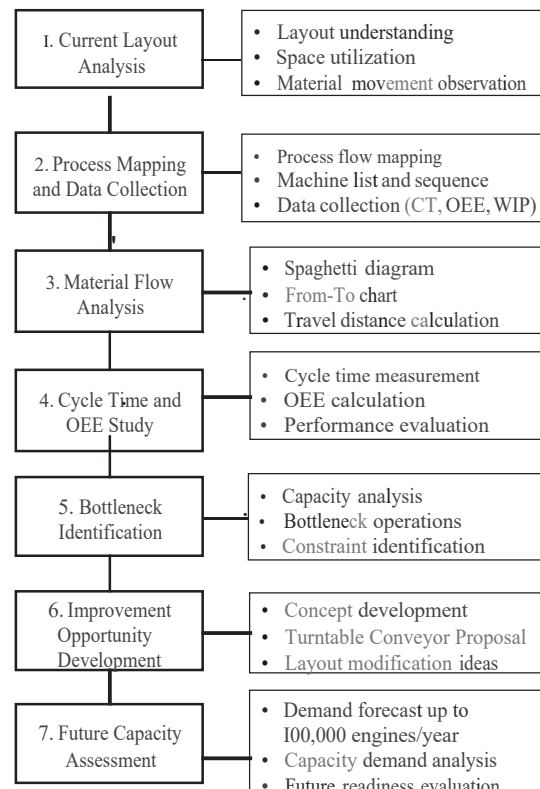 1. Current Layout
Analysis
• Layout understanding
• Space utilization
• Material movement observation
2. Process Mapping
and Data Collection
• Process flow mapping
• Machine list and sequence
• Data collection (CT, OEE, WIP)
3. Material Flow
Analysis
• Spaghetti diagram
• From-To chart
• Travel distance calculation
4. Cycle Time and
OEE Study
• Cycle time measurement
• OEE calculation
• Performance evaluation
5. Bottleneck
Identification
• Capacity analysis
• Bottleneck operations
• Constraint identification
6. Improvement
Opportunity
Development
• Concept development
• Turntable Conveyor Proposal
• Layout modification ideas
7. Future Capacity
Assessment
• Demand forecast up to
I00,000 engines/year
• Capacity demand analysis
• Future readiness evaluation